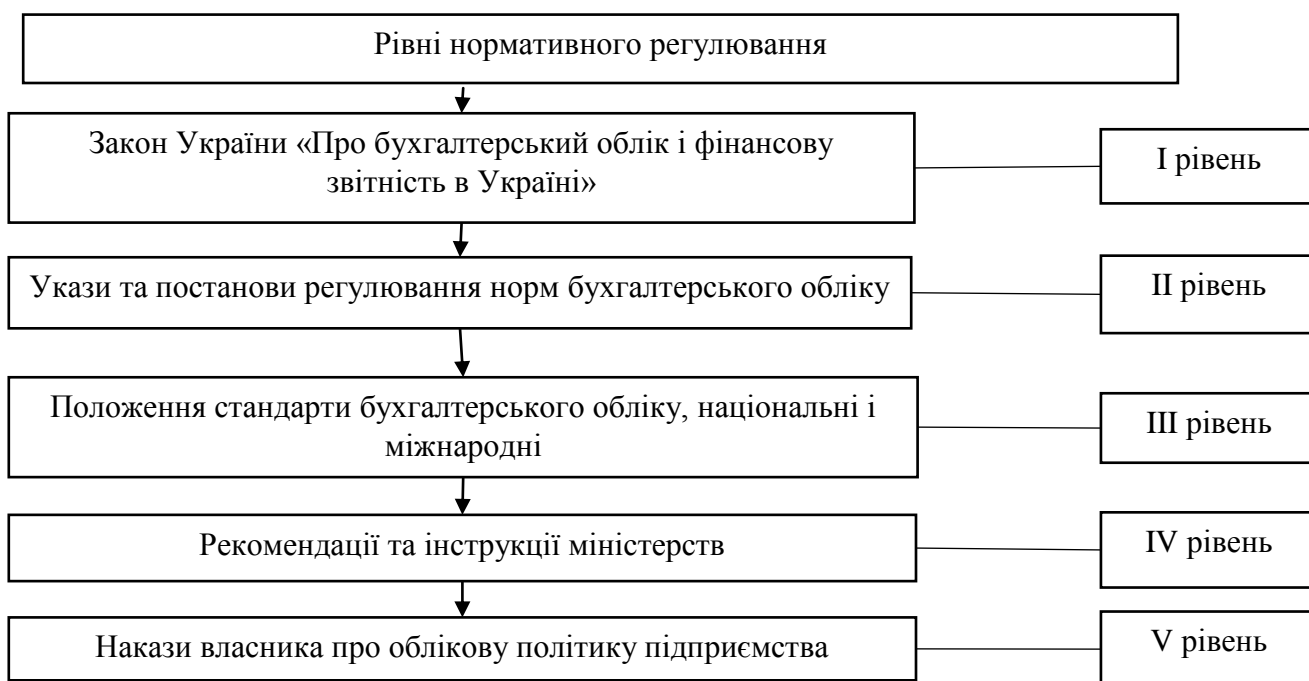 Рівні нормативного регулювання
Закон України «Про бухгалтерський облік і фінансову
звітність в Україні»
І рівень
Укази та постанови регулювання норм бухгалтерського обліку
ІІ рівень
Положення стандарти бухгалтерського обліку, національні і
міжнародні
ІІІ рівень
Рекомендації та інструкції міністерств
IV рівень
Накази власника про облікову політику підприємства
V рівень